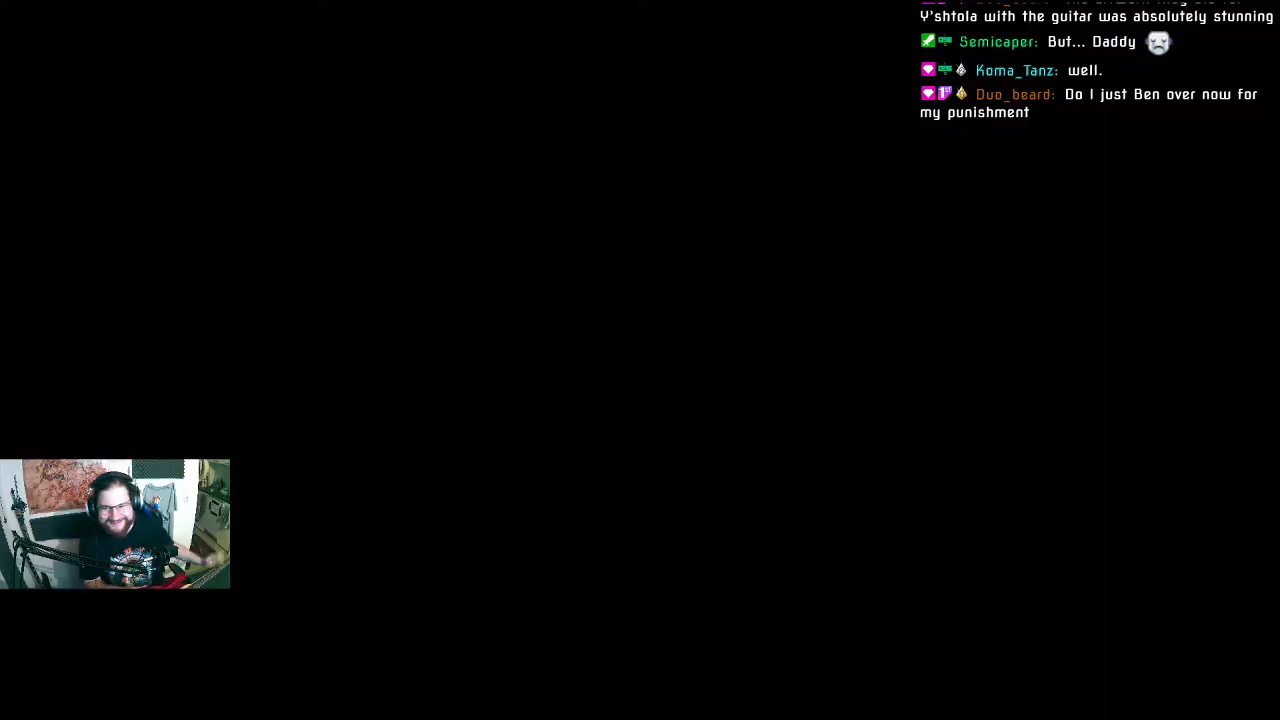 Y'shtola with the guitar was absolutely stunning
Semicaper: But... Daddy
Koma_Tanz: well.
1ST Duo_beard: Do I just Ben over now for
my punishment